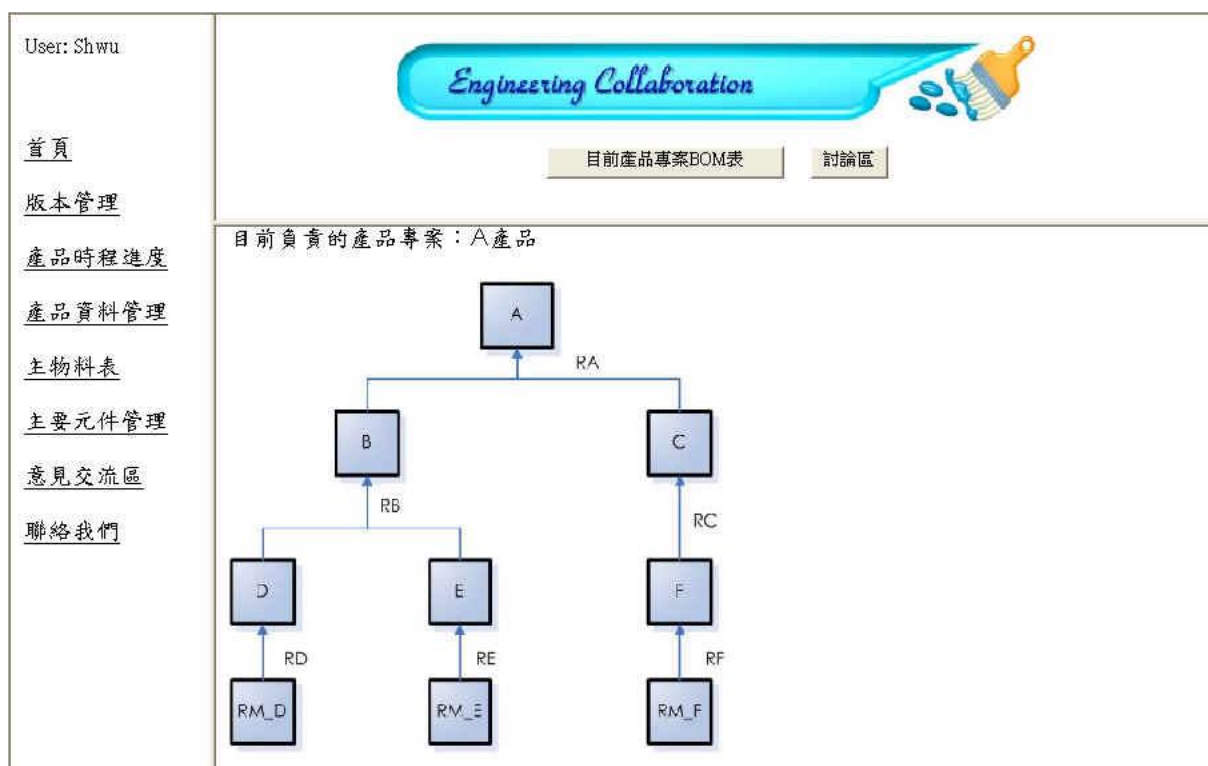 User: Shwu
首頁
版本管理
產品時程進度
產品資料管理
主物料表
主要元件管理
意見交流區
聯絡我們
Engineering Collaboration
目前產品專案BOM表
討論區
目前負責的產品專案：A產品
A
RA
B
C
RB
RC
D
E
F
RD
RE
RF
RM_D
RM_E
RM_F